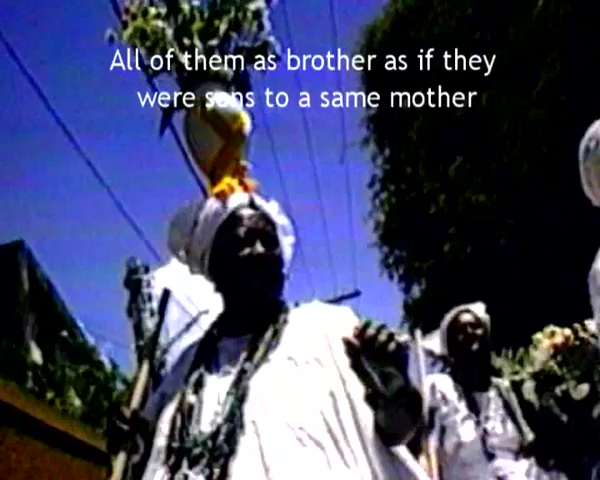 All of them as brother as if they
were sons to a same mother